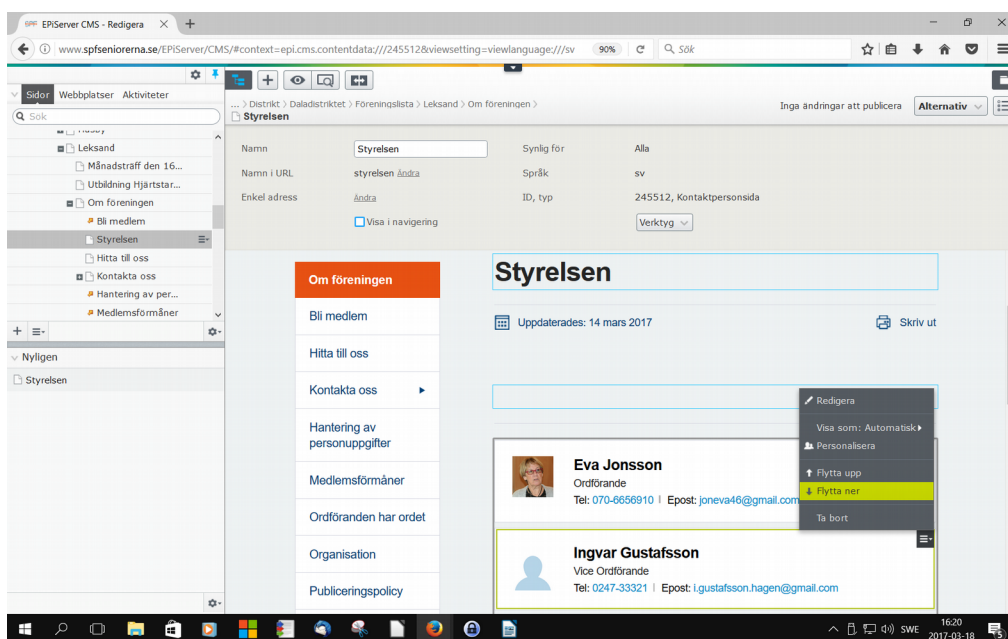 EPiServer CMS - Redigera
www.spfseniorerna.se/EPiServer/CMS/#context=epi.cms.contentdata:///245512&viewsetting=viewlanguage:///sv
90%
Sök
Sidor Webbplatser Aktiviteter
Sök
Husby
Leksand
Månadsträff den 16...
Utbildning Hjärtstar...
Om föreningen
Bli medlem
Styrelsen
Hitta till oss
Kontakta oss
Hantering av per...
Medlemsförmåner
Nyligen
Styrelsen
... > Distrikt > Daladistriktet > Föreningslista > Leksand > Om föreningen >
Styrelsen
Inga ändringar att publicera
Alternativ
Namn Styrelsen Synlig för Alla
Namn i URL styrelsen Ändra Språk sv
Enkel adress Ändra ID, typ 245512, Kontaktpersonsida
Visa i navigering Verktyg
Om föreningen
Bli medlem
Hitta till oss
Kontakta oss
Hantering av
personuppgifter
Medlemsförmåner
Ordföranden har ordet
Organisation
Publiceringspolicy
Styrelsen
Uppdaterades: 14 mars 2017
Skriv ut
Redigera
Visa som: Automatisk
Personalisera
Flytta upp
Flytta ner
Ta bort
Eva Jonsson
Ordförande
Tel: 070-6656910 | Epost: joneva46@gmail.com
Ingvar Gustafsson
Vice Ordförande
Tel: 0247-33321 | Epost: i.gustafsson.hagen@gmail.com
SWE
16:20
2017-03-18